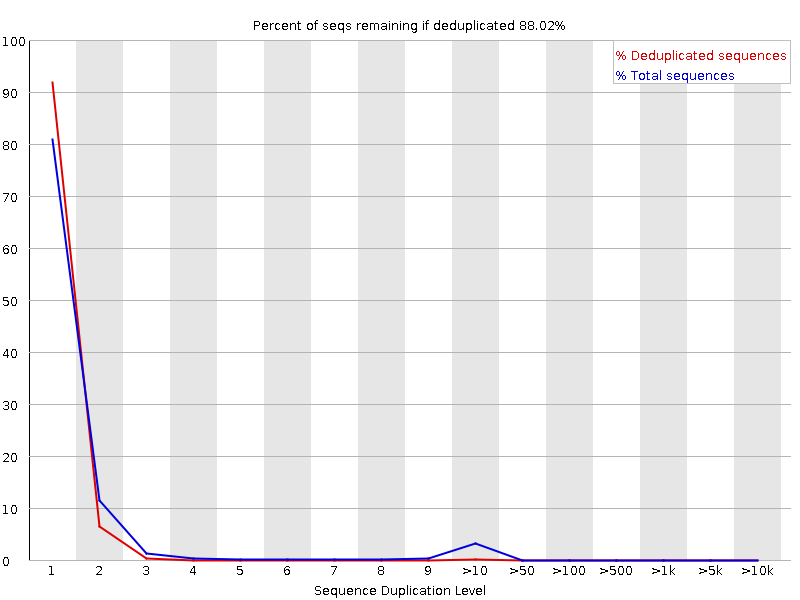 Percent of seqs remaining if deduplicated 88.02%
% Deduplicated sequences
% Total sequences
100
90
80
70
60
50
40
30
20
10
0
1 2 3 4 5 6 7 8 9 >10 >50 >100 >500 >1k >5k >10k
Sequence Duplication Level